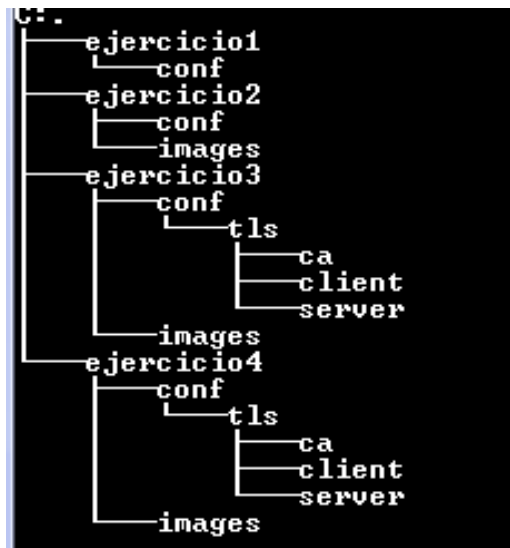 C:.
ejercicio1
conf
ejercicio2
conf
images
ejercicio3
conf
tls
ca
client
server
images
ejercicio4
conf
tls
ca
client
server
images